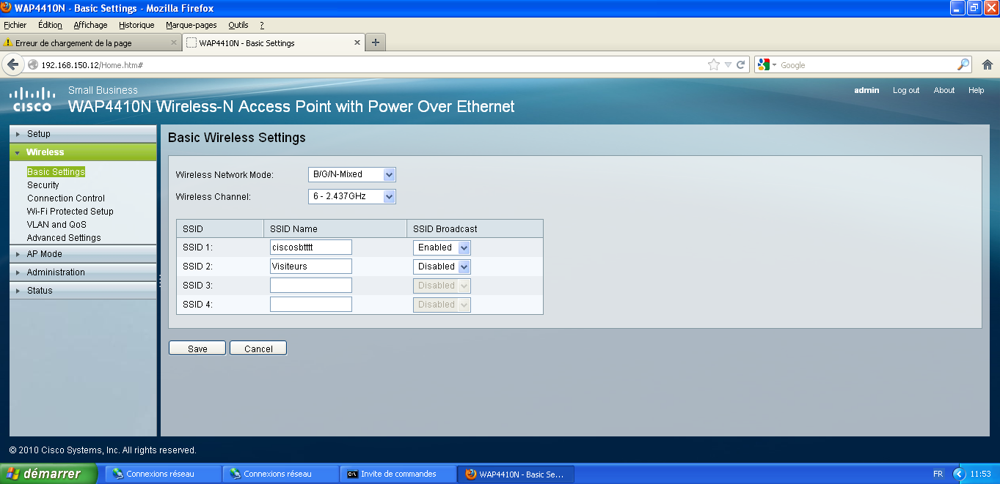 WAP4410N - Basic Settings - Mozilla Firefox
Fichier Édition Affichage Historique Marque-pages Outils ?
Erreur de chargement de la page
WAP4410N - Basic Settings
192.168.150.12/Home.htm#
Google
Small Business
cisco
WAP4410N Wireless-N Access Point with Power Over Ethernet
admin Log out About Help
Setup
Wireless
Basic Settings
Security
Connection Control
Wi-Fi Protected Setup
VLAN and QoS
Advanced Settings
AP Mode
Administration
Status
Basic Wireless Settings
Wireless Network Mode: B/G/N-Mixed
Wireless Channel: 6 - 2.437GHz
SSID SSID Name SSID Broadcast
SSID 1: ciscosbtttt Enabled
SSID 2: Visiteurs Disabled
SSID 3: Disabled
SSID 4: Disabled
Save Cancel
© 2010 Cisco Systems, Inc. All rights reserved.
démarrer
Connexions réseau
Connexions réseau
Invite de commandes
WAP4410N - Basic Se...
FR
11:53